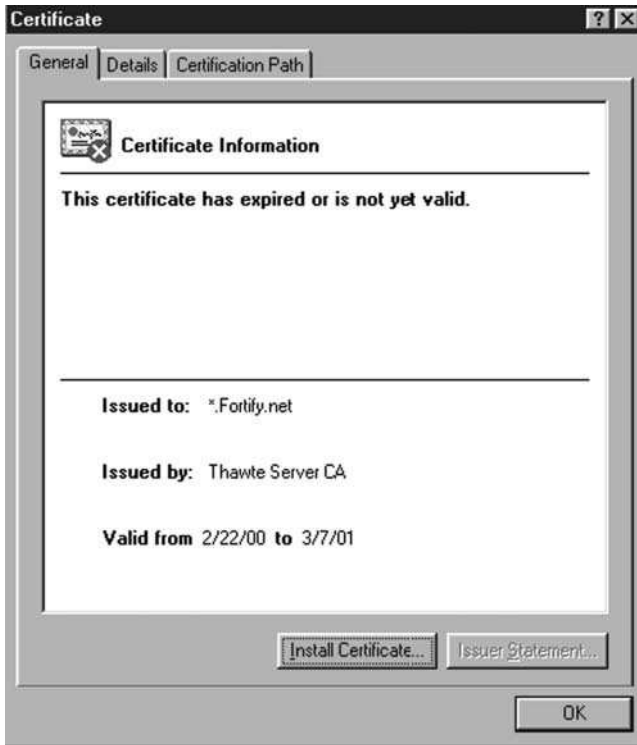 Certificate
General Details Certification Path
Certificate Information
This certificate has expired or is not yet valid.
Issued to: *.Fortify.net
Issued by: Thawte Server CA
Valid from 2/22/00 to 3/7/01
Install Certificate... Issuer Statement...
OK